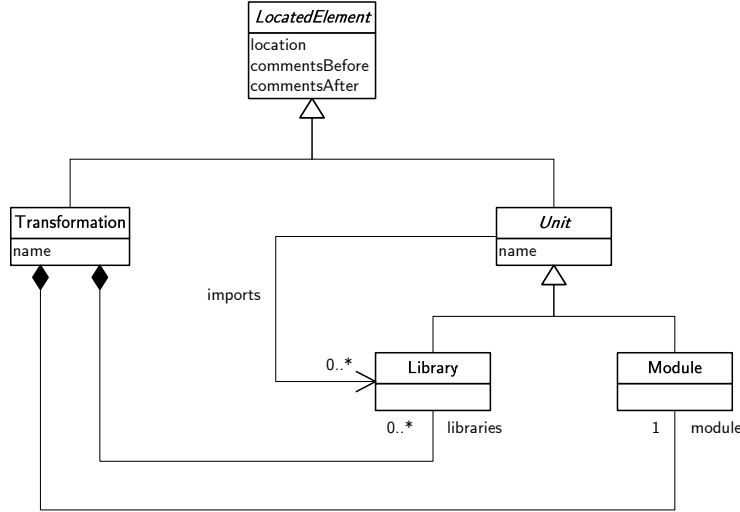 LocatedElement
location
commentsBefore
commentsAfter
Transformation
name
Unit
name
imports
0..*
Library
Module
0..*
libraries
1
module